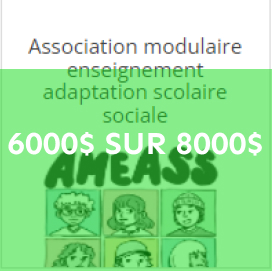 Association modulaire
enseignement
adaptation scolaire
sociale
6000$ SUR 8000$
AMEASS